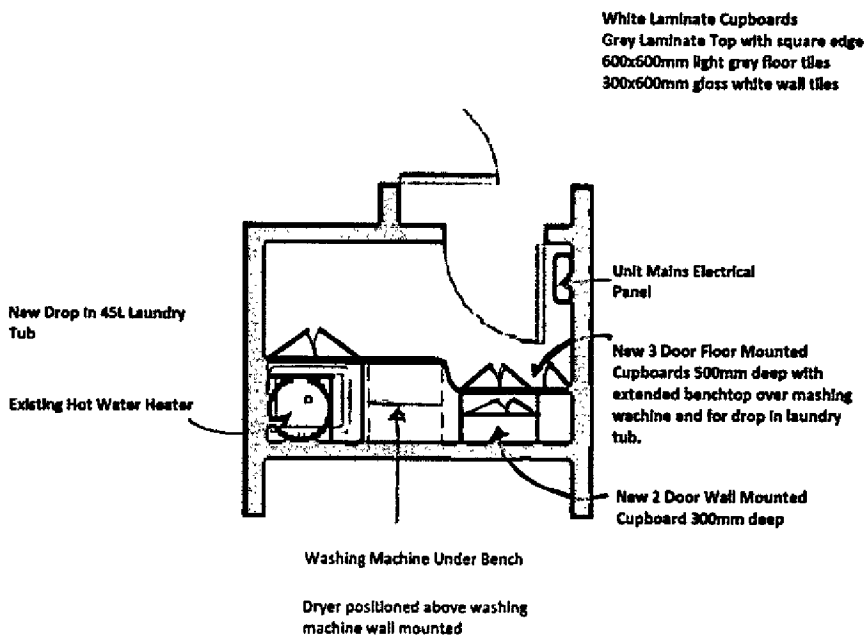 White Laminate Cupboards
Grey Laminate Top with square edge
600x600mm light grey floor tiles
300x600mm gloss white wall tiles
Unit Mains Electrical
Panel
New Drop In 45L Laundry
Tub
New 3 Door Floor Mounted
Cupboards 500mm deep with
extended benchtop over mashing
wachine and for drop in laundry
tub.
Existing Hot Water Heater
New 2 Door Wall Mounted
Cupboard 300mm deep
Washing Machine Under Bench
Dryer positioned above washing
machine wall mounted